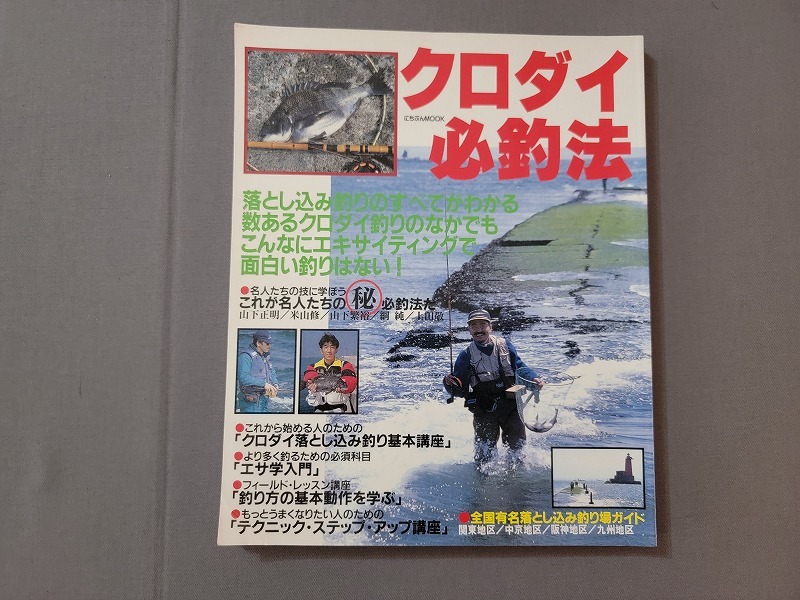 クロダイ
にちぶんMOOK
必釣法
落とし込み釣りのすべてがわかる
数あるクロダイ釣りのなかでも
こんなにエキサイティングで
面白い釣りはない!
●名人たちの技に学ぼう
これが名人たちの㊙必釣法だ
山下正明/米山修/山下繁裕/綱 純/上田敬
●これから始める人のための
「クロダイ落とし込み釣り基本講座」
●より多く釣るための必須科目
「エサ学入門」
●フィールド・レッスン講座
「釣り方の基本動作を学ぶ」
●もっとうまくなりたい人のための
「テクニック・ステップ・アップ講座」
●全国有名落とし込み釣り場ガイド
関東地区/中京地区/阪神地区/九州地区